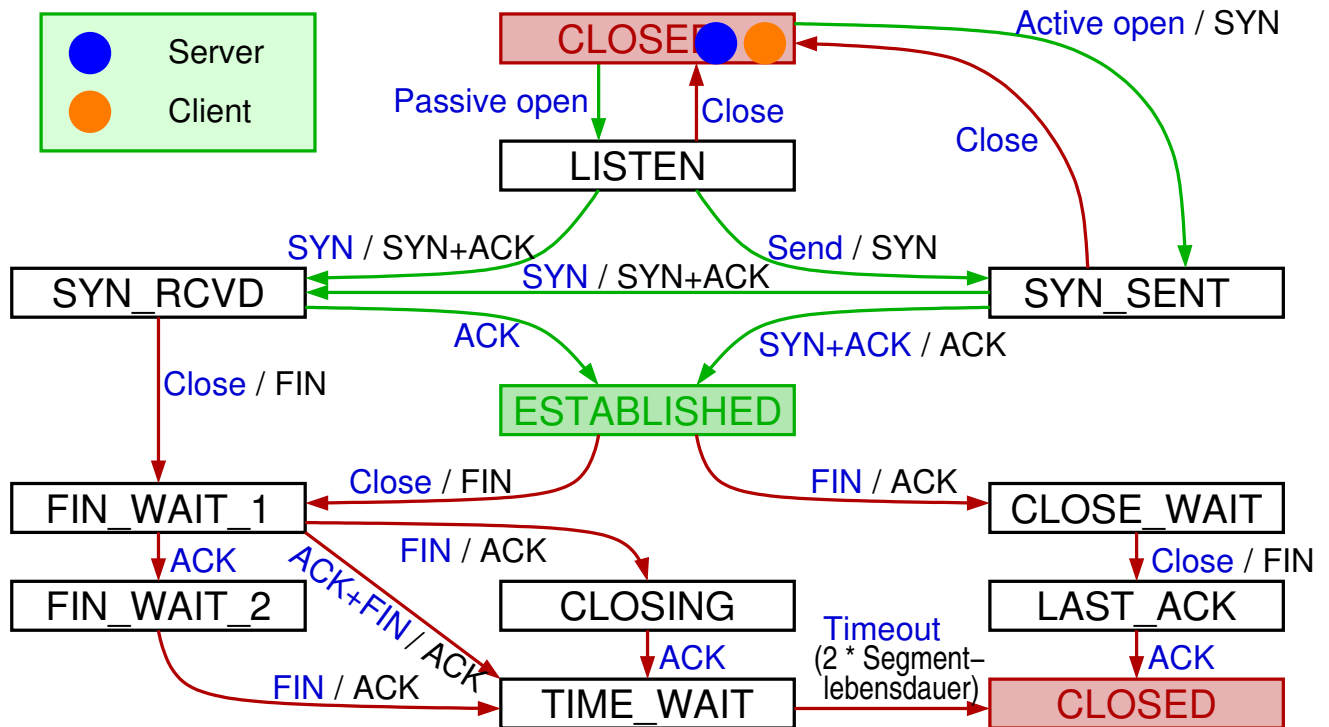 Server
Client
CLOSED
Active open / SYN
Passive open
Close
Close
LISTEN
SYN / SYN+ACK
Send / SYN
SYN / SYN+ACK
SYN_RCVD
SYN_SENT
ACK
SYN+ACK / ACK
Close / FIN
ESTABLISHED
Close / FIN
FIN / ACK
FIN_WAIT_1
CLOSE_WAIT
ACK
ACK+FIN / ACK
FIN / ACK
Close / FIN
FIN_WAIT_2
CLOSING
LAST_ACK
FIN / ACK
ACK
Timeout
(2 * Segment–
lebensdauer)
ACK
TIME_WAIT
CLOSED